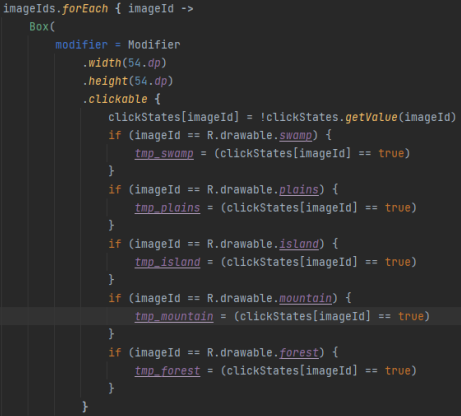 imageIds.forEach { imageId ->
    Box(
        modifier = Modifier
            .width(54.dp)
            .height(54.dp)
            .clickable {
                clickStates[imageId] = !clickStates.getValue(imageId)
                if (imageId == R.drawable.swamp) {
                    tmp_swamp = (clickStates[imageId] == true)
                }
                if (imageId == R.drawable.plains) {
                    tmp_plains = (clickStates[imageId] == true)
                }
                if (imageId == R.drawable.island) {
                    tmp_island = (clickStates[imageId] == true)
                }
                if (imageId == R.drawable.mountain) {
                    tmp_mountain = (clickStates[imageId] == true)
                }
                if (imageId == R.drawable.forest) {
                    tmp_forest = (clickStates[imageId] == true)
                }
            }